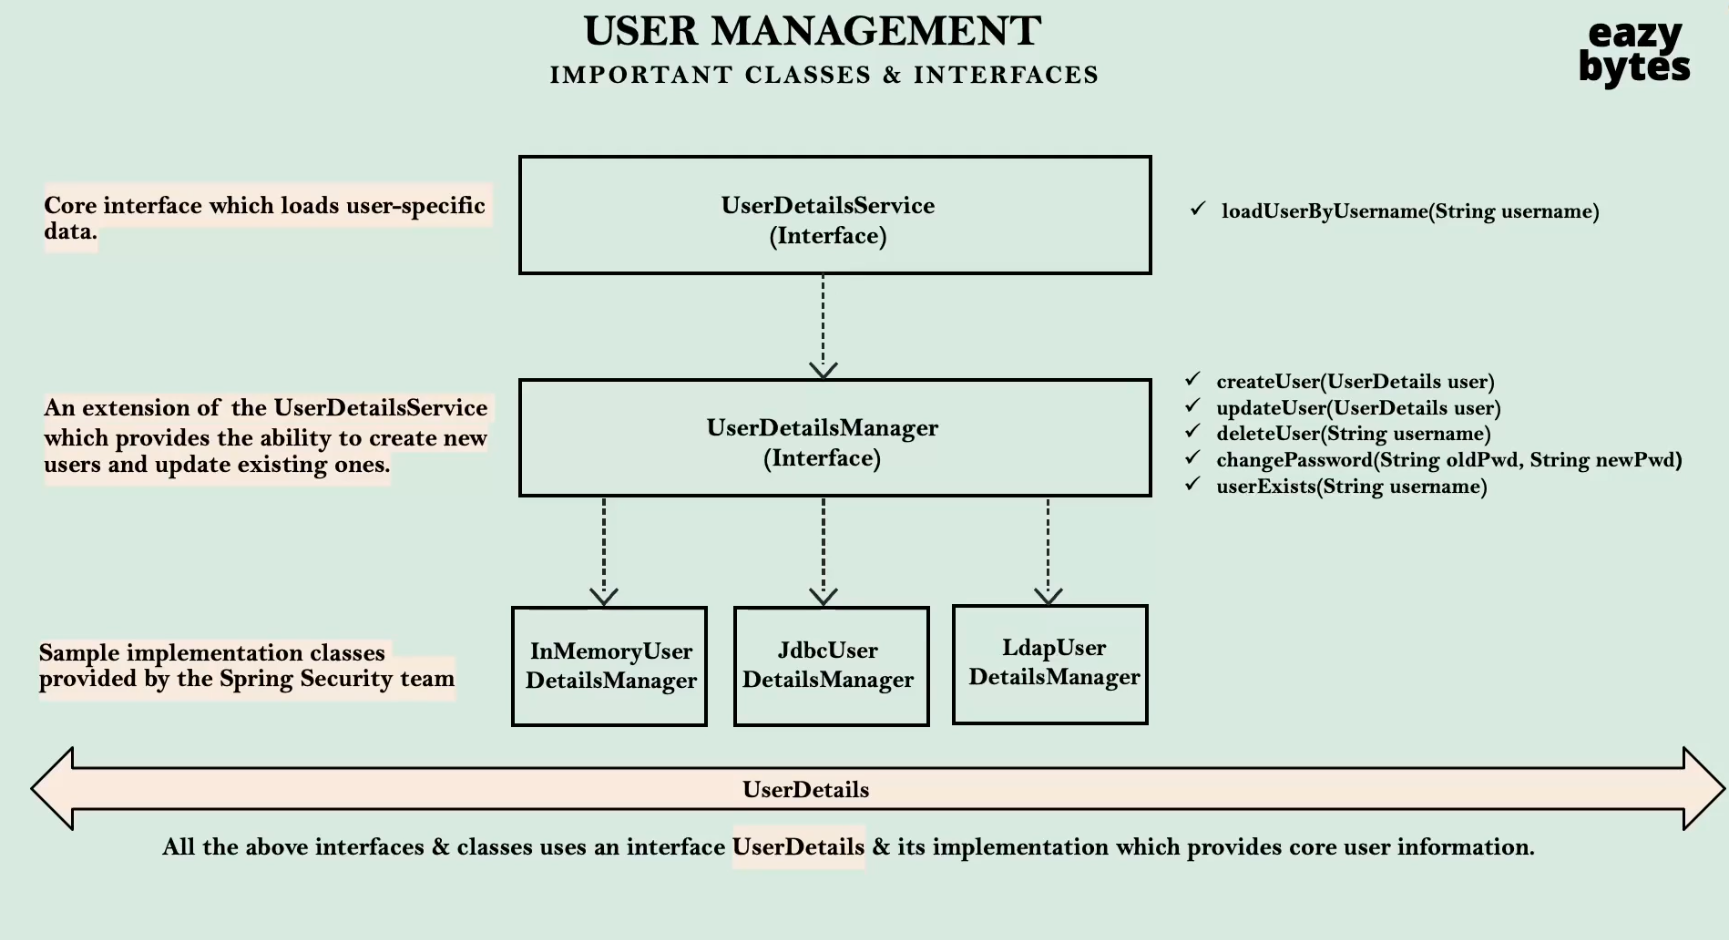 USER MANAGEMENT
IMPORTANT CLASSES & INTERFACES
eazy
bytes
Core interface which loads user-specific
data.
UserDetailsService
(Interface)
✓ loadUserByUsername(String username)
An extension of the UserDetailsService
which provides the ability to create new
users and update existing ones.
UserDetailsManager
(Interface)
✓ createUser(UserDetails user)
✓ updateUser(UserDetails user)
✓ deleteUser(String username)
✓ changePassword(String oldPwd, String newPwd)
✓ userExists(String username)
Sample implementation classes
provided by the Spring Security team
InMemoryUser
DetailsManager
JdbcUser
DetailsManager
LdapUser
DetailsManager
UserDetails
All the above interfaces & classes uses an interface UserDetails & its implementation which provides core user information.